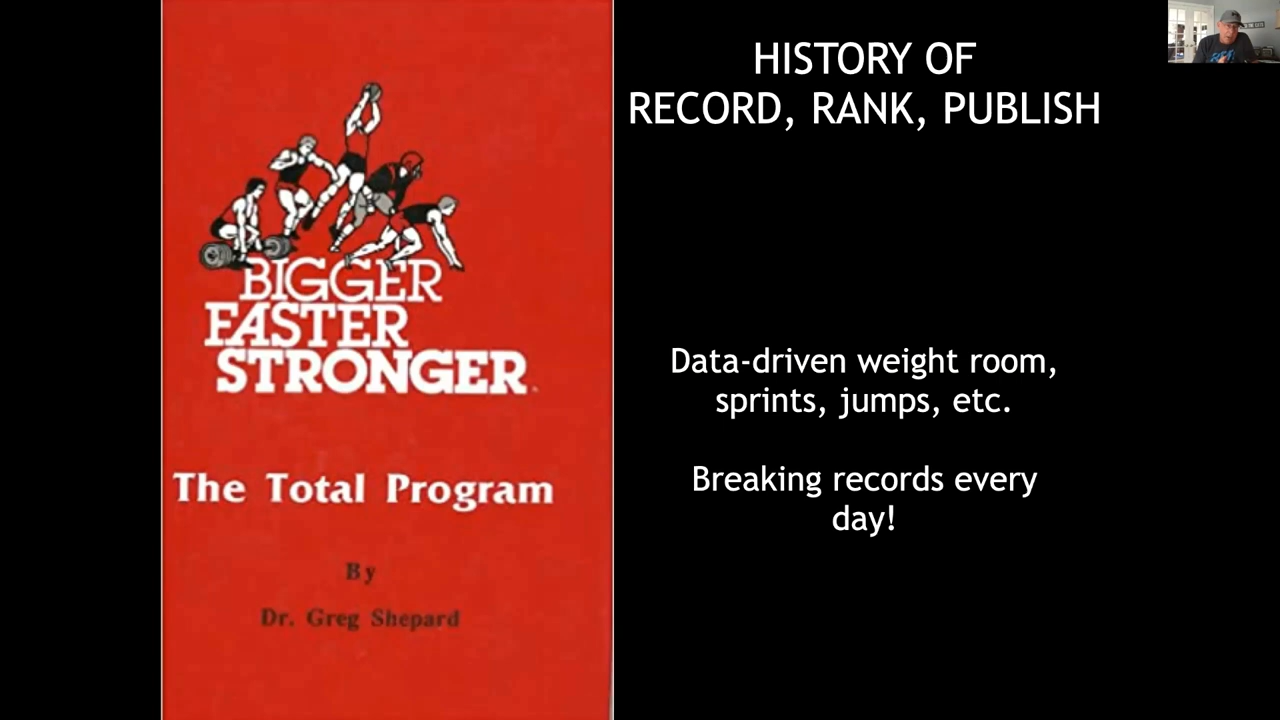 BIGGER
FASTER
STRONGER
The Total Program
By
Dr. Greg Shepard
HISTORY OF
RECORD, RANK, PUBLISH
Data-driven weight room,
sprints, jumps, etc.
Breaking records every
day!